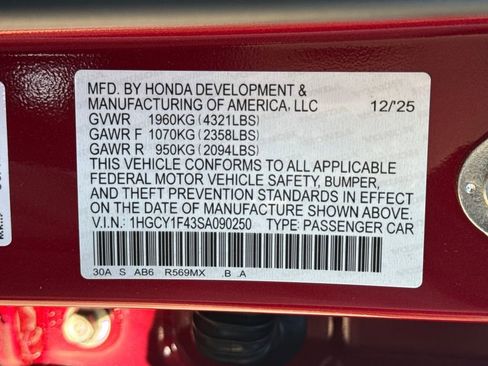 MFD. BY HONDA DEVELOPMENT &
MANUFACTURING OF AMERICA, LLC 12/25
GVWR 1960KG(4321LBS)
GAWR F 1070KG(2358LBS)
GAWR R 950KG(2094LBS)
THIS VEHICLE CONFORMS TO ALL APPLICABLE
FEDERAL MOTOR VEHICLE SAFETY, BUMPER,
AND THEFT PREVENTION STANDARDS IN EFFECT
ON DATE OF MANUFACTURE SHOWN ABOVE.
V.I.N.: 1HGCY1F43SA090250 TYPE: PASSENGER CAR
30A S AB6 R569MX .B .A